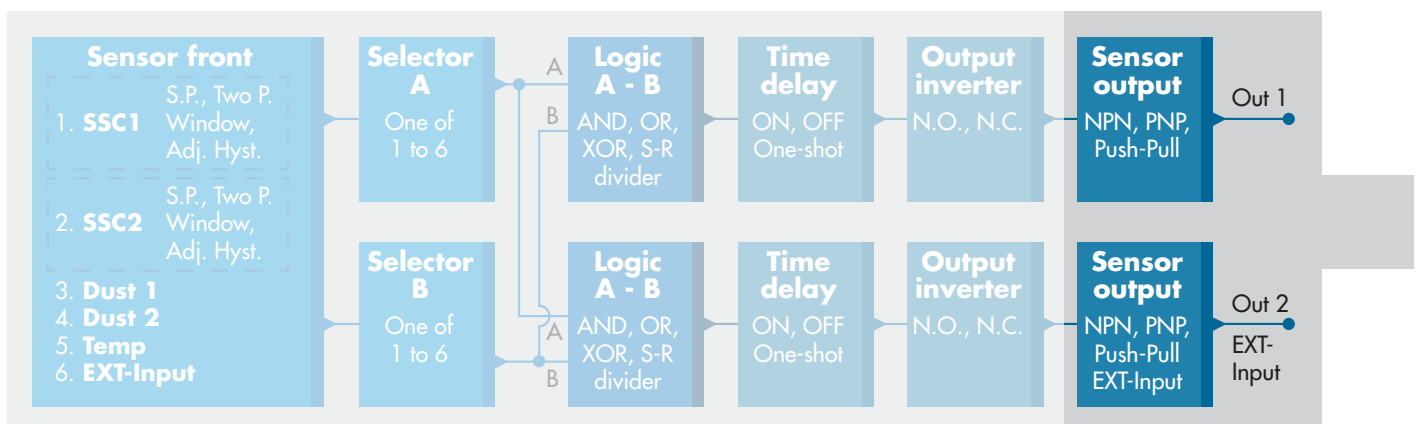 Sensor front
1. SSC1
S.P., Two P.
Window,
Adj. Hyst.
2. SSC2
S.P., Two P.
Window,
Adj. Hyst.
3. Dust 1
4. Dust 2
5. Temp
6. EXT-Input
Selector
A
One of
1 to 6
A
B
Logic
A - B
AND, OR,
XOR, S-R
divider
Time
delay
ON, OFF
One-shot
Output
inverter
N.O., N.C.
Sensor
output
NPN, PNP,
Push-Pull
Out 1
Selector
B
One of
1 to 6
A
B
Logic
A - B
AND, OR,
XOR, S-R
divider
Time
delay
ON, OFF
One-shot
Output
inverter
N.O., N.C.
Sensor
output
NPN, PNP,
Push-Pull
EXT-Input
Out 2
EXT-
Input